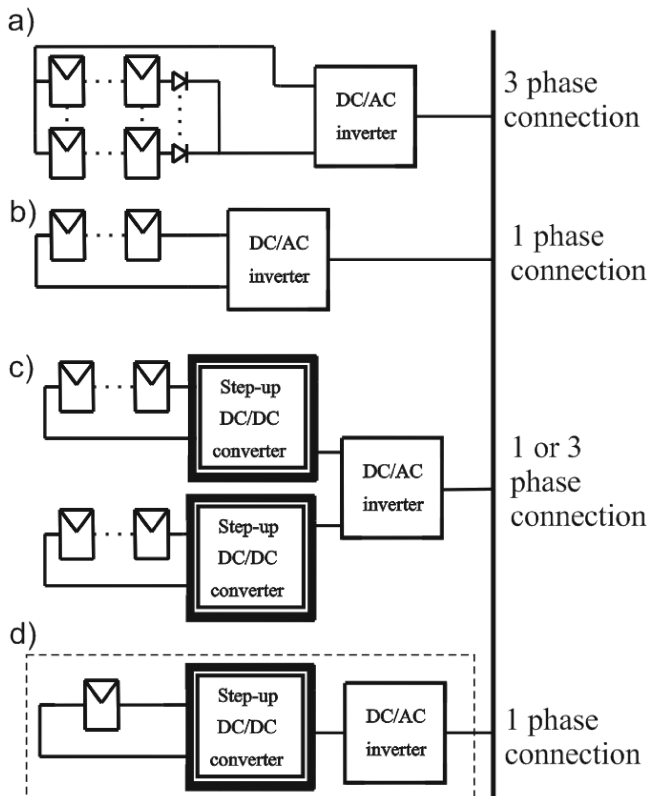 a)
DC/AC
inverter
3 phase
connection
b)
DC/AC
inverter
1 phase
connection
c)
Step-up
DC/DC
converter
Step-up
DC/DC
converter
DC/AC
inverter
1 or 3
phase
connection
d)
Step-up
DC/DC
converter
DC/AC
inverter
1 phase
connection